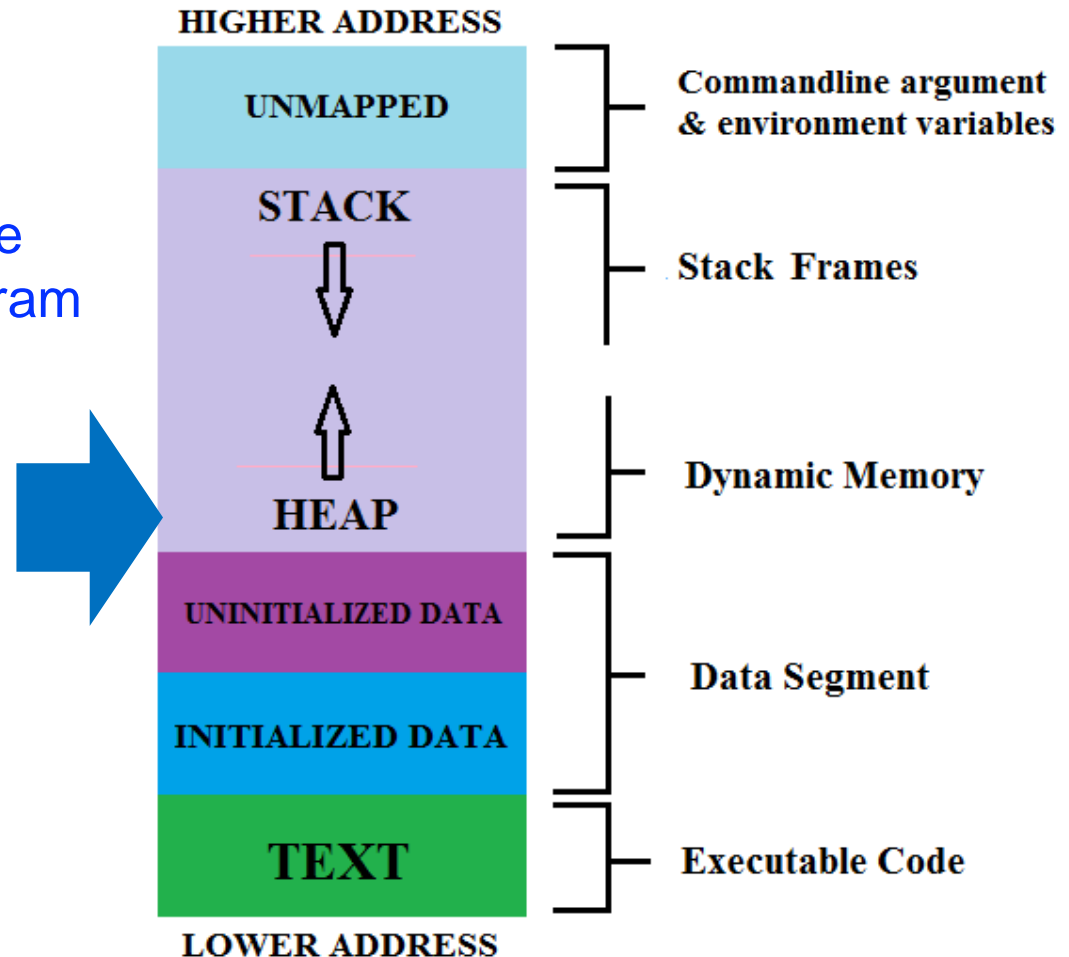 HIGHER ADDRESS
UNMAPPED
Commandline argument
& environment variables
STACK
Stack Frames
e
ram
HEAP
Dynamic Memory
UNINITIALIZED DATA
INITIALIZED DATA
Data Segment
TEXT
Executable Code
LOWER ADDRESS